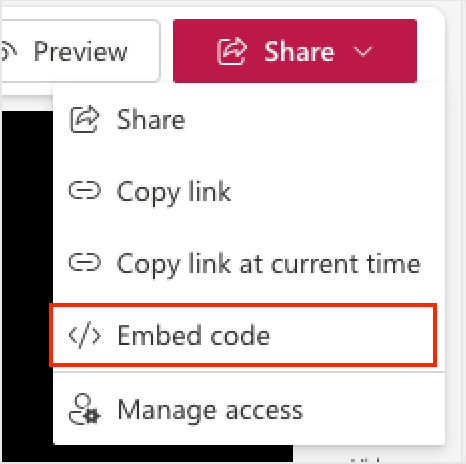 Preview
Share
Share
Copy link
Copy link at current time
Embed code
Manage access